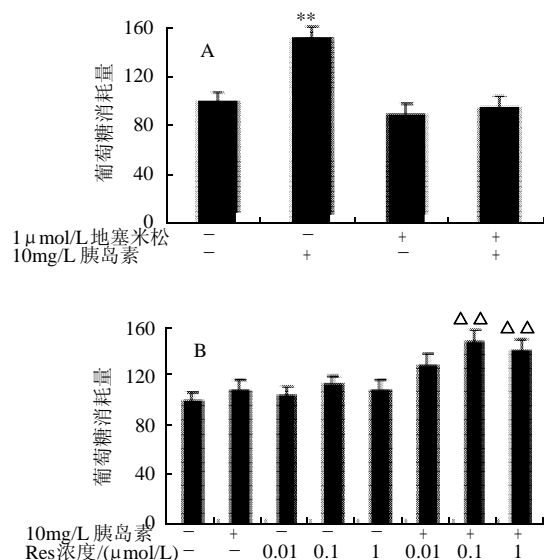 **
160
A
120
80
40
0
葡萄糖消耗量
1μmol/L地塞米松 － － + +
10mg/L 胰岛素 － + － +
160
△△ △△
B
120
80
40
0
葡萄糖消耗量
10mg/L 胰岛素 － + － － － + + +
Res浓度/(μmol/L) － － 0.01 0.1 1 0.01 0.1 1